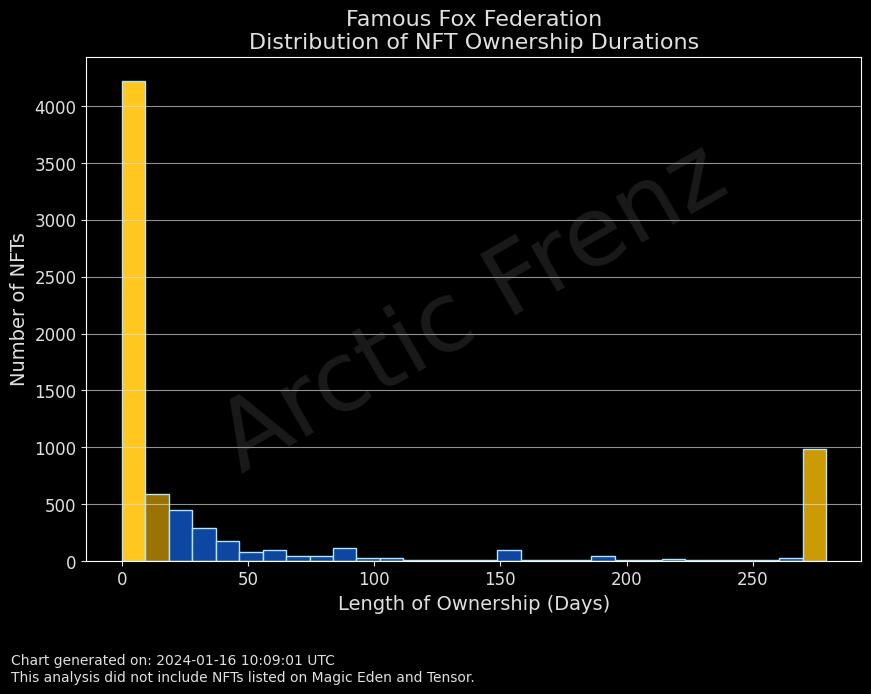 Famous Fox Federation
Distribution of NFT Ownership Durations
Number of NFTs
4000
3500
3000
2500
2000
1500
1000
500
0
Arctic Frenz
0 50 100 150 200 250
Length of Ownership (Days)
Chart generated on: 2024-01-16 10:09:01 UTC
This analysis did not include NFTs listed on Magic Eden and Tensor.